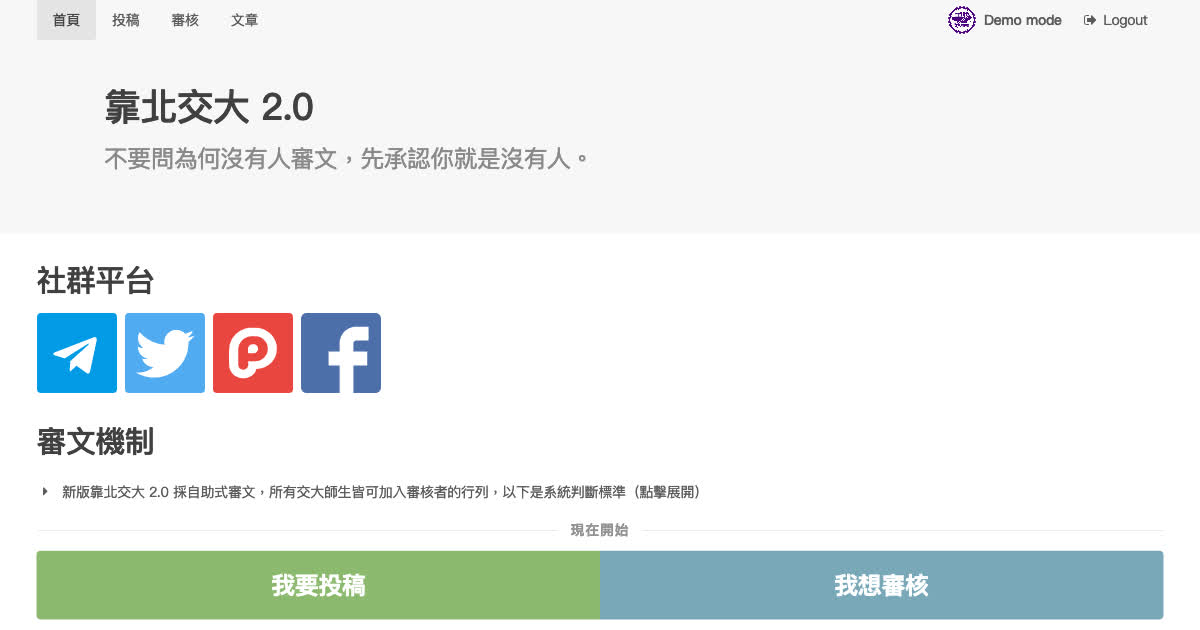 首頁 投稿 審核 文章 Demo mode Logout
靠北交大 2.0
不要問為何沒有人審文，先承認你就是沒有人。
社群平台
審文機制
新版靠北交大 2.0 採自助式審文，所有交大師生皆可加入審核者的行列，以下是系統判斷標準（點擊展開）
現在開始
我要投稿 我想審核